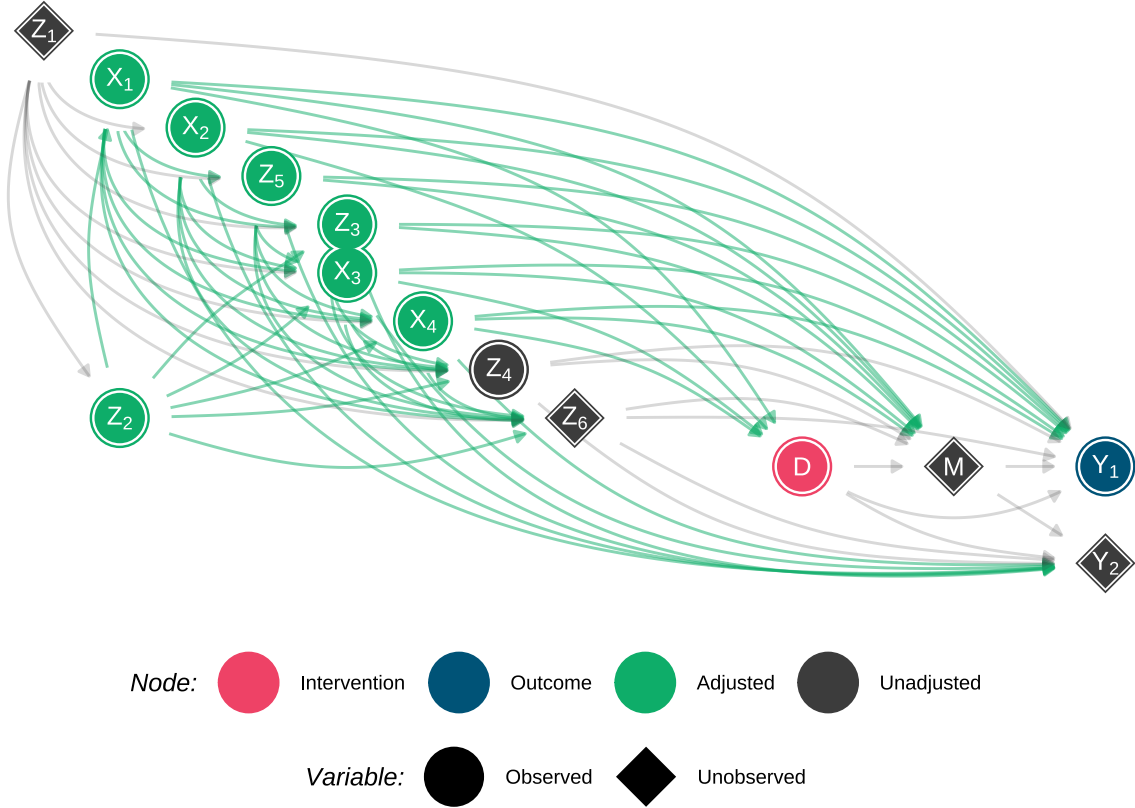 Z1
X1
X2
Z5
Z3
X3
X4
Z4
Z2
Z6
D
M
Y1
Y2
Node: Intervention Outcome Adjusted Unadjusted
Variable: Observed Unobserved